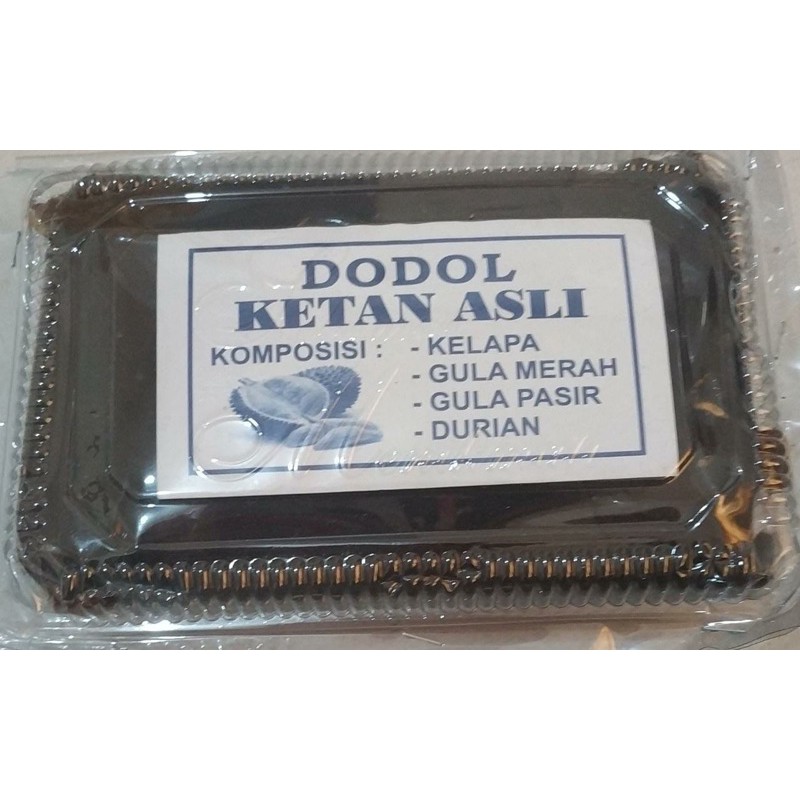 DODOL
KETAN ASLI
KOMPOSISI : - KELAPA
- GULA MERAH
- GULA PASIR
- DURIAN